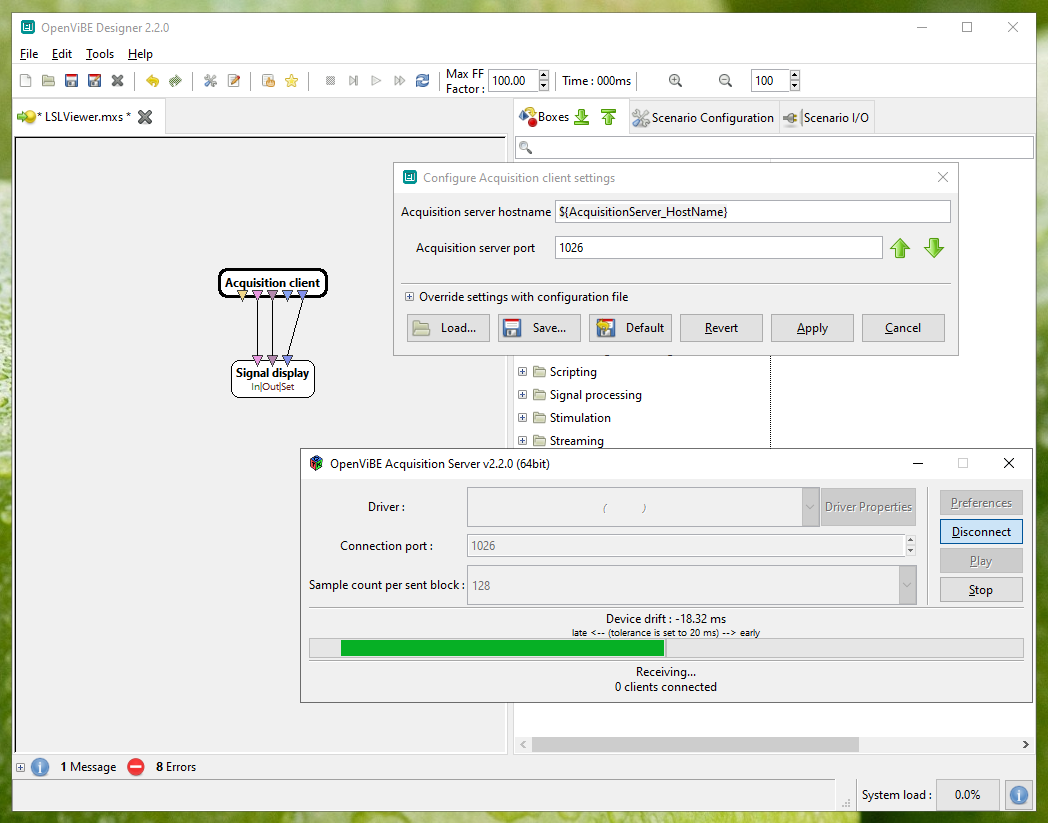 OpenViBE Designer 2.2.0
File Edit Tools Help
Max FF Factor : 100.00 Time : 000ms 100
* LSLViewer.mxs *
Boxes Scenario Configuration Scenario I/O
Configure Acquisition client settings
Acquisition server hostname ${AcquisitionServer_HostName}
Acquisition server port 1026
Override settings with configuration file
Load... Save... Default Revert Apply Cancel
Acquisition client
Signal display
In|Out|Set
Scripting
Signal processing
Stimulation
Streaming
OpenViBE Acquisition Server v2.2.0 (64bit)
Driver : ( ) Driver Properties
Connection port : 1026
Sample count per sent block : 128
Preferences
Disconnect
Play
Stop
Device drift : -18.32 ms
late <-- (tolerance is set to 20 ms) --> early
Receiving...
0 clients connected
1 Message 8 Errors
System load : 0.0%